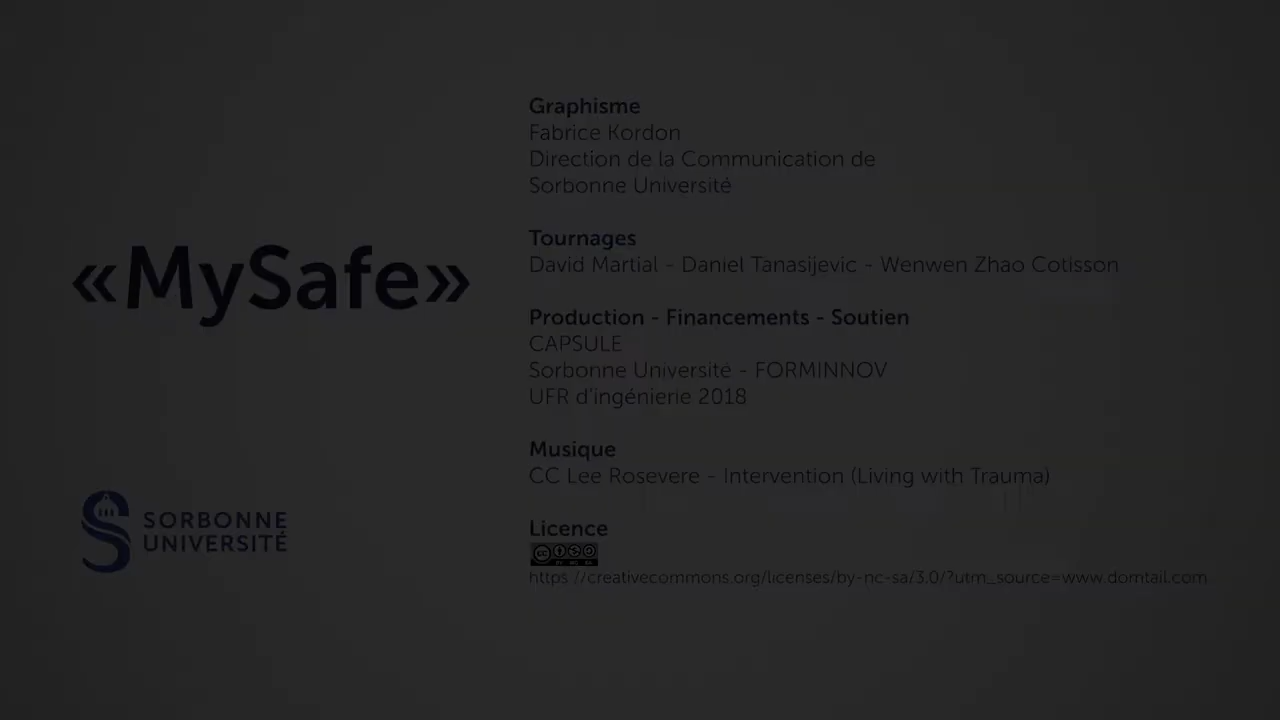 «MySafe»
SORBONNE
UNIVERSITÉ
Graphisme
Fabrice Kordon
Direction de la Communication de
Sorbonne Université
Tournages
David Martial - Daniel Tanasijevic - Wenwen Zhao Cotisson
Production - Financements - Soutien
CAPSULE
Sorbonne Université - FORMINNOV
UFR d'ingénierie 2018
Musique
CC Lee Rosevere - Intervention (Living with Trauma)
Licence
https://creativecommons.org/licenses/by-nc-sa/3.0/?utm_source=www.domtail.com